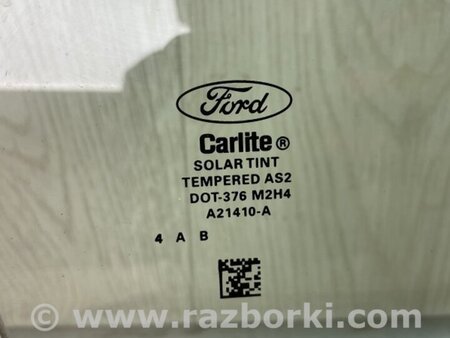 Ford
Carlite®
SOLAR TINT
TEMPERED AS2
DOT-376 M2H4
A21410-A
4 A B
©www.razborki.com/